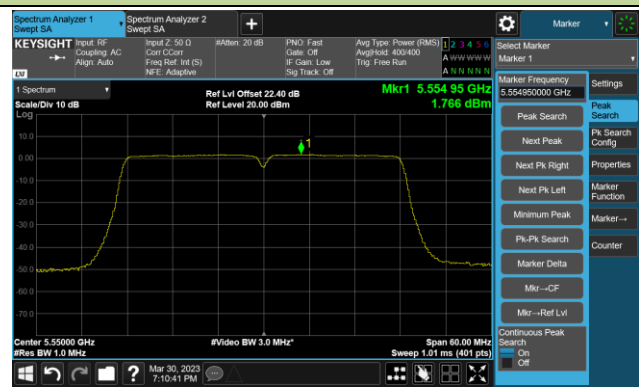 Spectrum Analyzer 1
Swept SA
Spectrum Analyzer 2
Swept SA
+
Marker
KEYSIGHT
Input: RF
Coupling: AC
Align: Auto
Input Z: 50 Ω
Corr CCorr
Freq Ref: Int (S)
NFE: Adaptive
#Atten: 20 dB
PNO: Fast
Gate: Off
IF Gain: Low
Sig Track: Off
Avg Type: Power (RMS)
Avg|Hold: 400/400
Trig: Free Run
1 2 3 4 5 6
A W W W W W
A N N N N N
LXI
Select Marker
Marker 1
1 Spectrum
Scale/Div 10 dB
Log
Ref Lvl Offset 22.40 dB
Ref Level 20.00 dBm
Mkr1 5.554 95 GHz
1.766 dBm
10.0
0.00
-10.0
-20.0
-30.0
-40.0
-50.0
-60.0
-70.0
1
Center 5.55000 GHz
#Res BW 1.0 MHz
#Video BW 3.0 MHz*
Span 60.00 MHz
Sweep 1.01 ms (401 pts)
Marker Frequency
5.554950000 GHz
Peak Search
Next Peak
Next Pk Right
Next Pk Left
Minimum Peak
Pk-Pk Search
Marker Delta
Mkr→CF
Mkr→Ref Lvl
Continuous Peak
Search
On
Off
Settings
Peak
Search
Pk Search
Config
Properties
Marker
Function
Marker→
Counter
?
Mar 30, 2023
7:10:41 PM